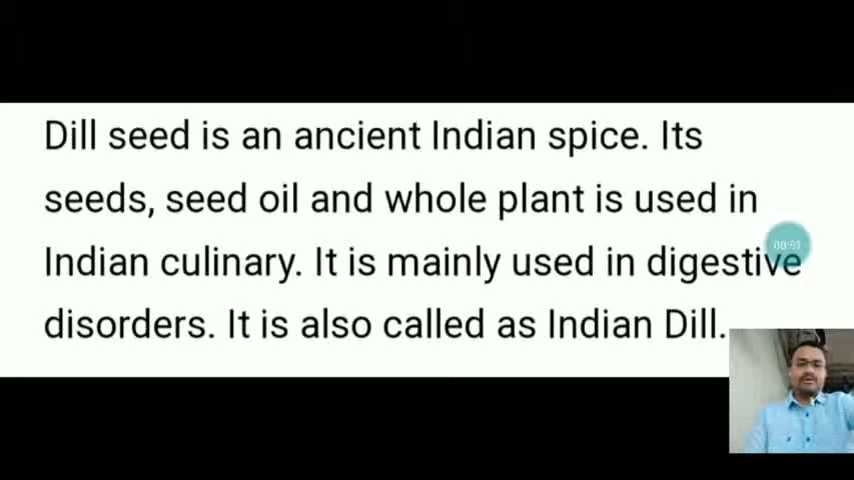 Dill seed is an ancient Indian spice. Its
seeds, seed oil and whole plant is used in
Indian culinary. It is mainly used in digestive
disorders. It is also called as Indian Dill.